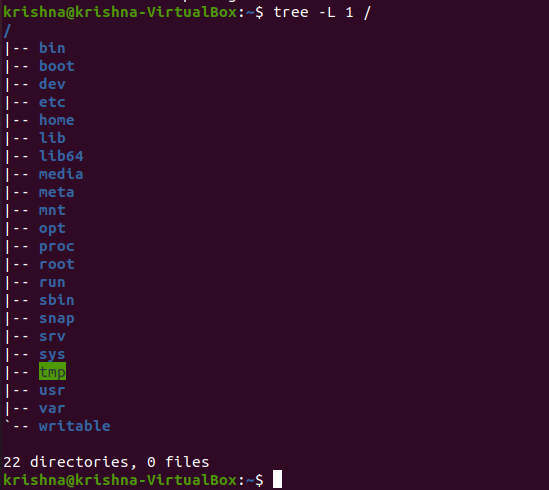 krishna@krishna-VirtualBox:~$ tree -L 1 /
/
|-- bin
|-- boot
|-- dev
|-- etc
|-- home
|-- lib
|-- lib64
|-- media
|-- meta
|-- mnt
|-- opt
|-- proc
|-- root
|-- run
|-- sbin
|-- snap
|-- srv
|-- sys
|-- tmp
|-- usr
|-- var
`-- writable

22 directories, 0 files
krishna@krishna-VirtualBox:~$